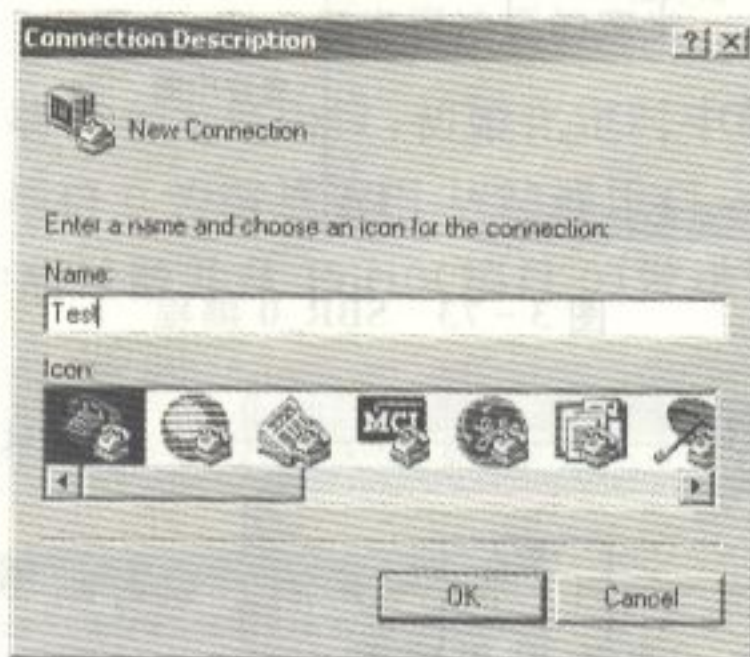 Connection Description
New Connection
Enter a name and choose an icon for the connection:
Name:
Test
Icon:
MCI
OK
Cancel